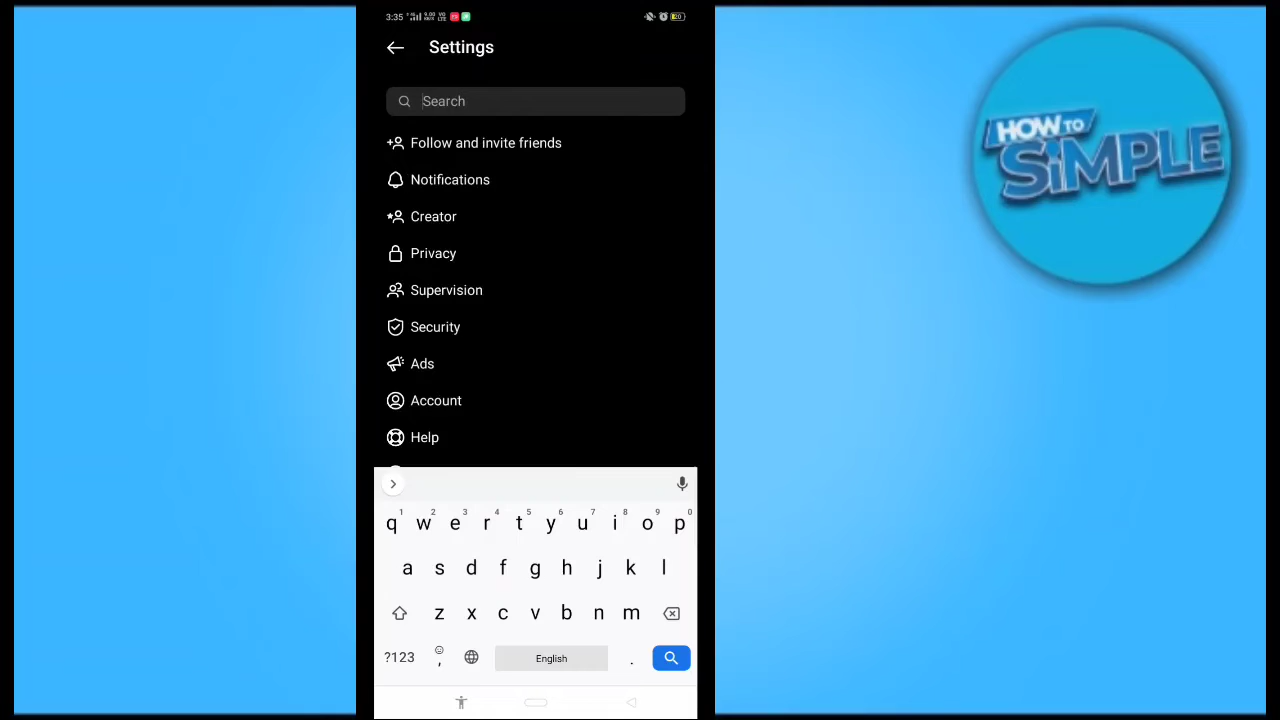 3:35
20
Settings
Search
Follow and invite friends
Notifications
Creator
Privacy
Supervision
Security
Ads
Account
Help
1 2 3 4 5 6 7 8 9 0
q w e r t y u i o p
a s d f g h j k l
z x c v b n m
?123 , English .
HOW TO
SiMPLE